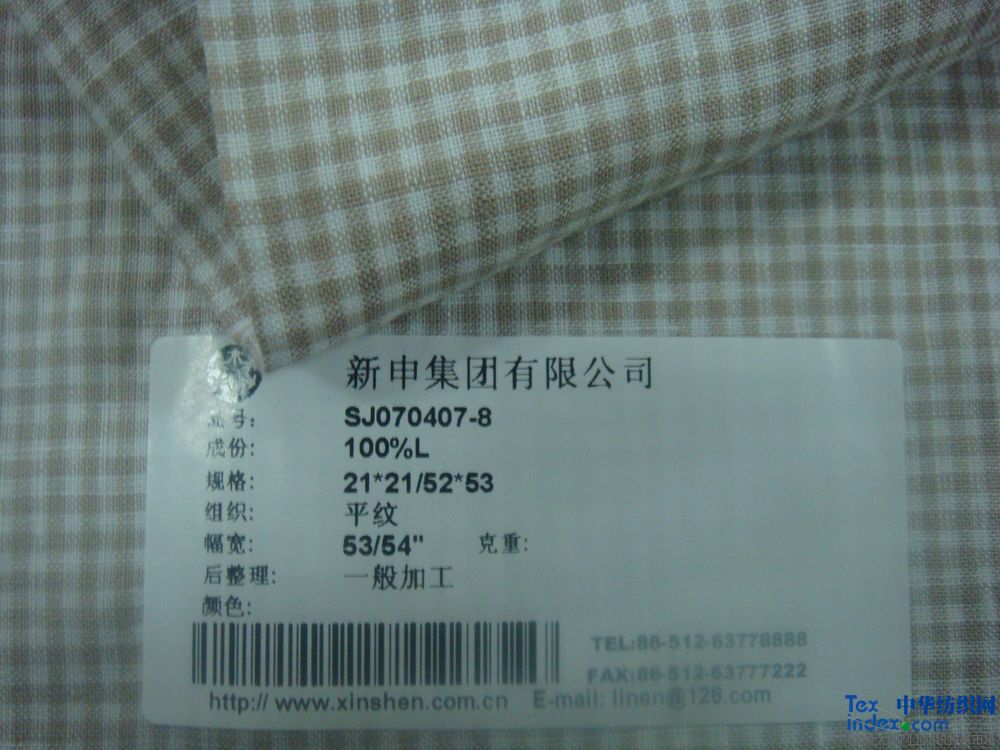 新申集团有限公司
品号: SJ070407-8
成份: 100%L
规格: 21*21/52*53
组织: 平纹
幅宽: 53/54" 克重:
后整理: 一般加工
颜色:
TEL:86-512-63778888
FAX:86-512-63777222
http:// www.xinshen.com.cn E-mail: linen@126.com
Tex 中华纺织网
index.com